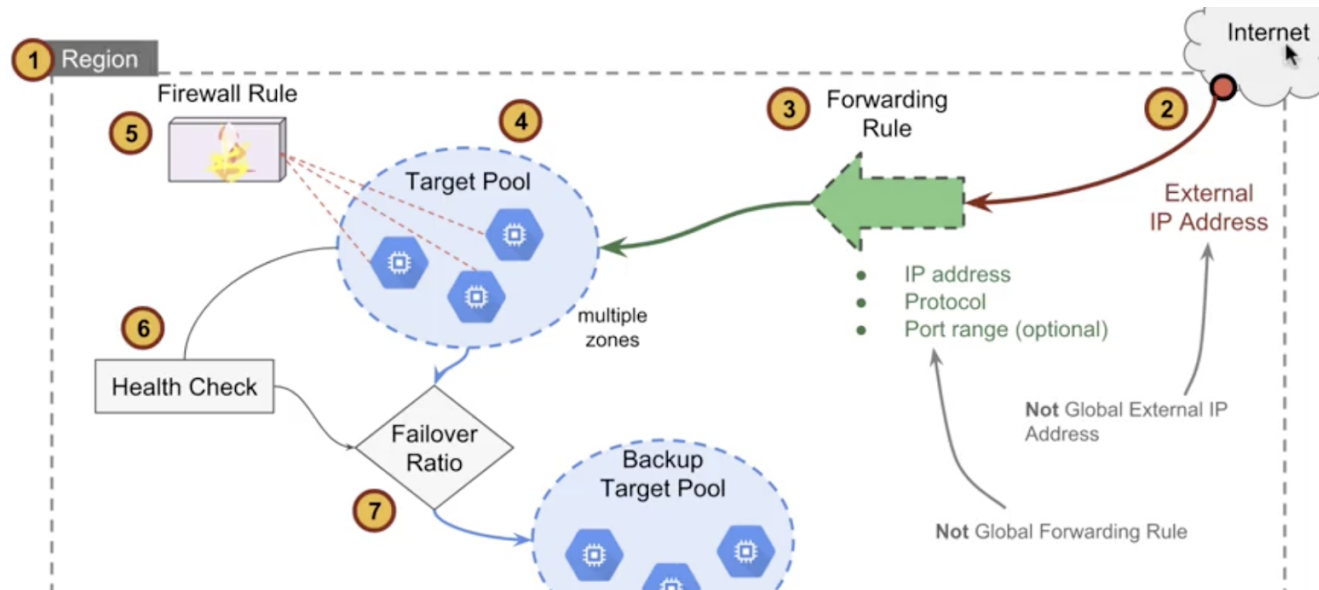 Internet
1
Region
Firewall Rule
5
4
3
Forwarding
Rule
2
Target Pool
External
IP Address
IP address
Protocol
Port range (optional)
multiple
zones
6
Health Check
Failover
Ratio
7
Not Global External IP
Address
Backup
Target Pool
Not Global Forwarding Rule